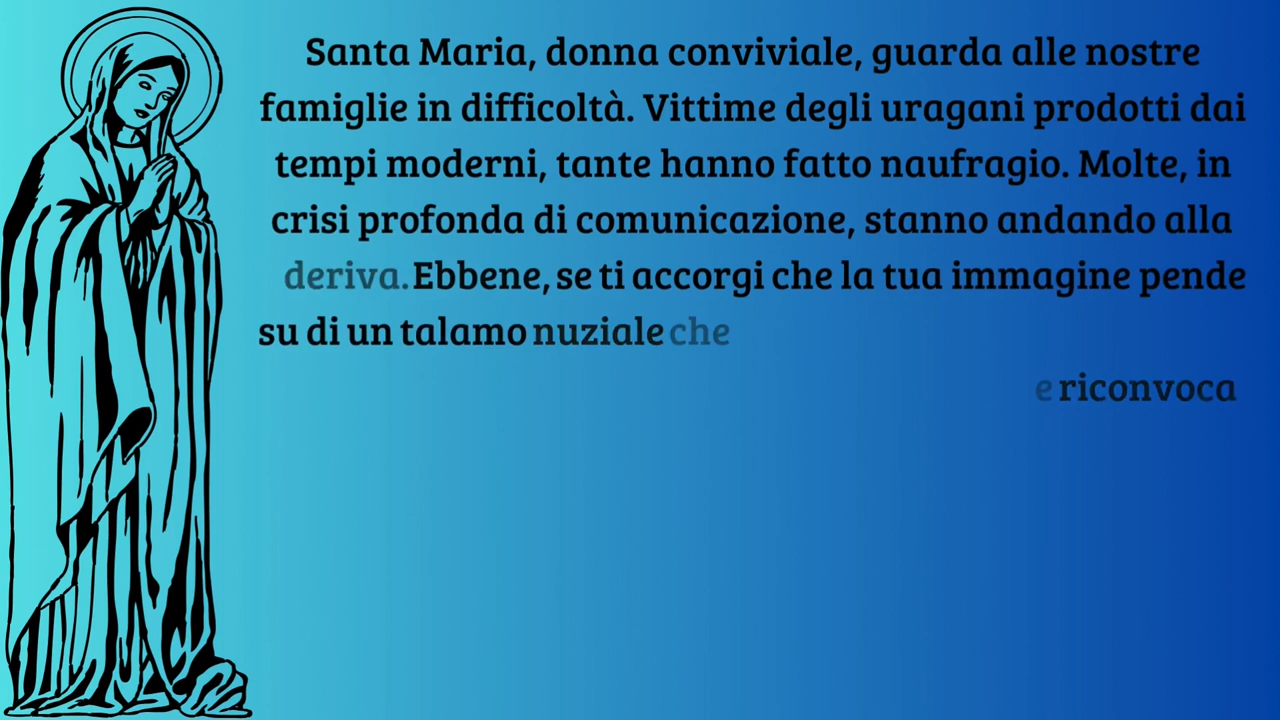 Santa Maria, donna conviviale, guarda alle nostre
famiglie in difficoltà. Vittime degli uragani prodotti dai
tempi moderni, tante hanno fatto naufragio. Molte, in
crisi profonda di comunicazione, stanno andando alla
deriva. Ebbene, se ti accorgi che la tua immagine pende
su di un talamo nuziale che
e riconvoca